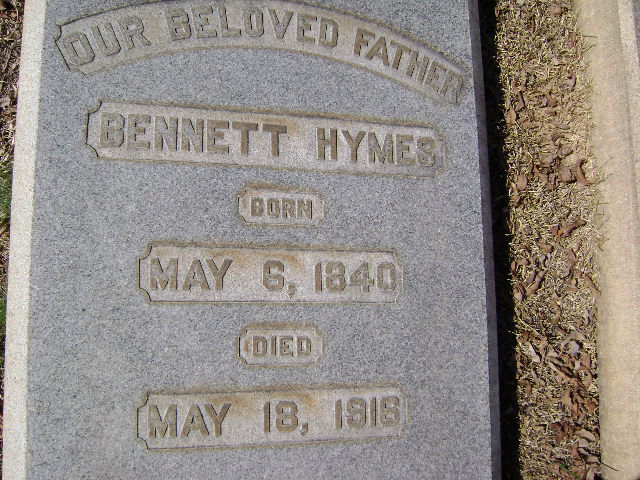 OUR BELOVED FATHER
BENNETT HYMES
BORN
MAY 6, 1840
DIED
MAY 18, 1916